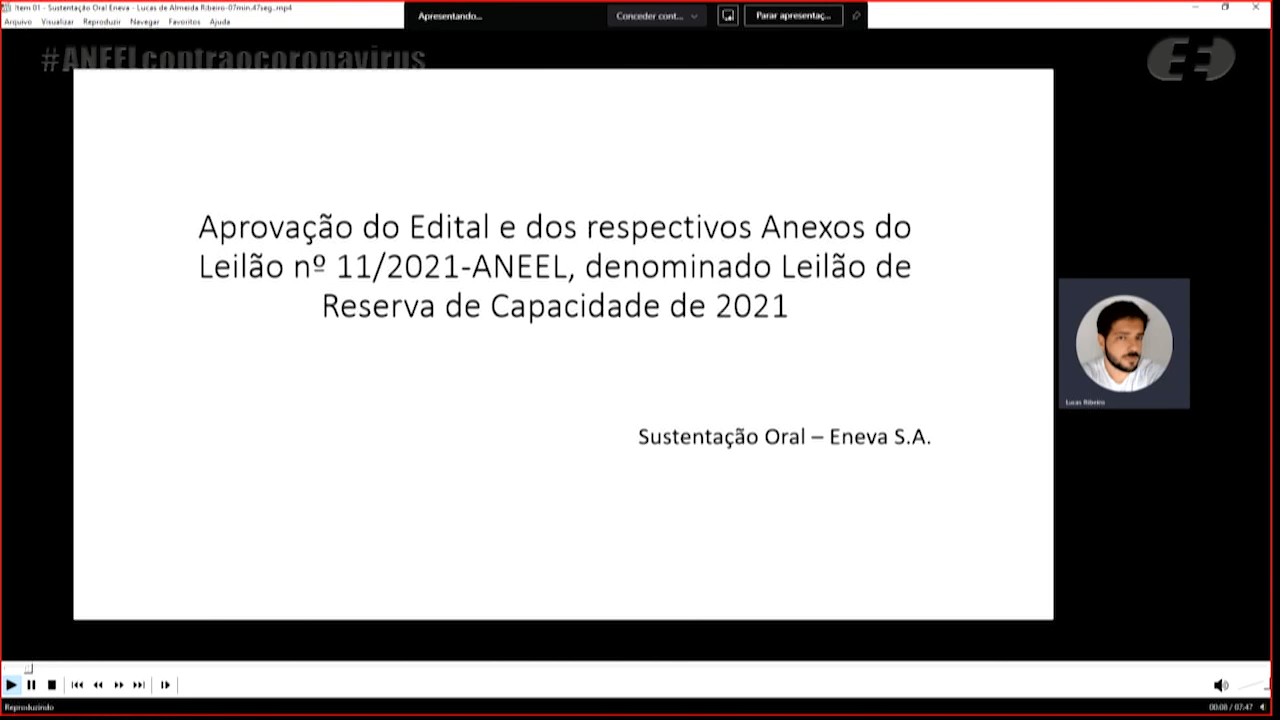 Item 01 - Sustentação Oral Eneva - Lucas de Almeida Ribeiro-07min.47seg..mp4
Arquivo Visualizar Reproduzir Navegar Favoritos Ajuda
Apresentando...
Conceder cont...
Parar apresentaç...
#ANEELcontraocoronavirus
Aprovação do Edital e dos respectivos Anexos do
Leilão nº 11/2021-ANEEL, denominado Leilão de
Reserva de Capacidade de 2021
Lucas Ribeiro
Sustentação Oral – Eneva S.A.
Reproduzindo
00:08 / 07:47